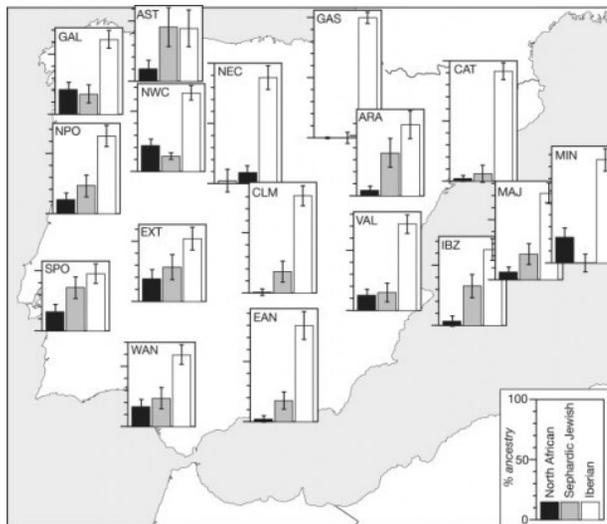 GAL
AST
GAS
NWC
NEC
CAT
ARA
NPO
MIN
CLM
MAJ
EXT
VAL
IBZ
SPO
EAN
WAN
100
50
0
% ancestry
North African
Sephardic Jewish
Iberian